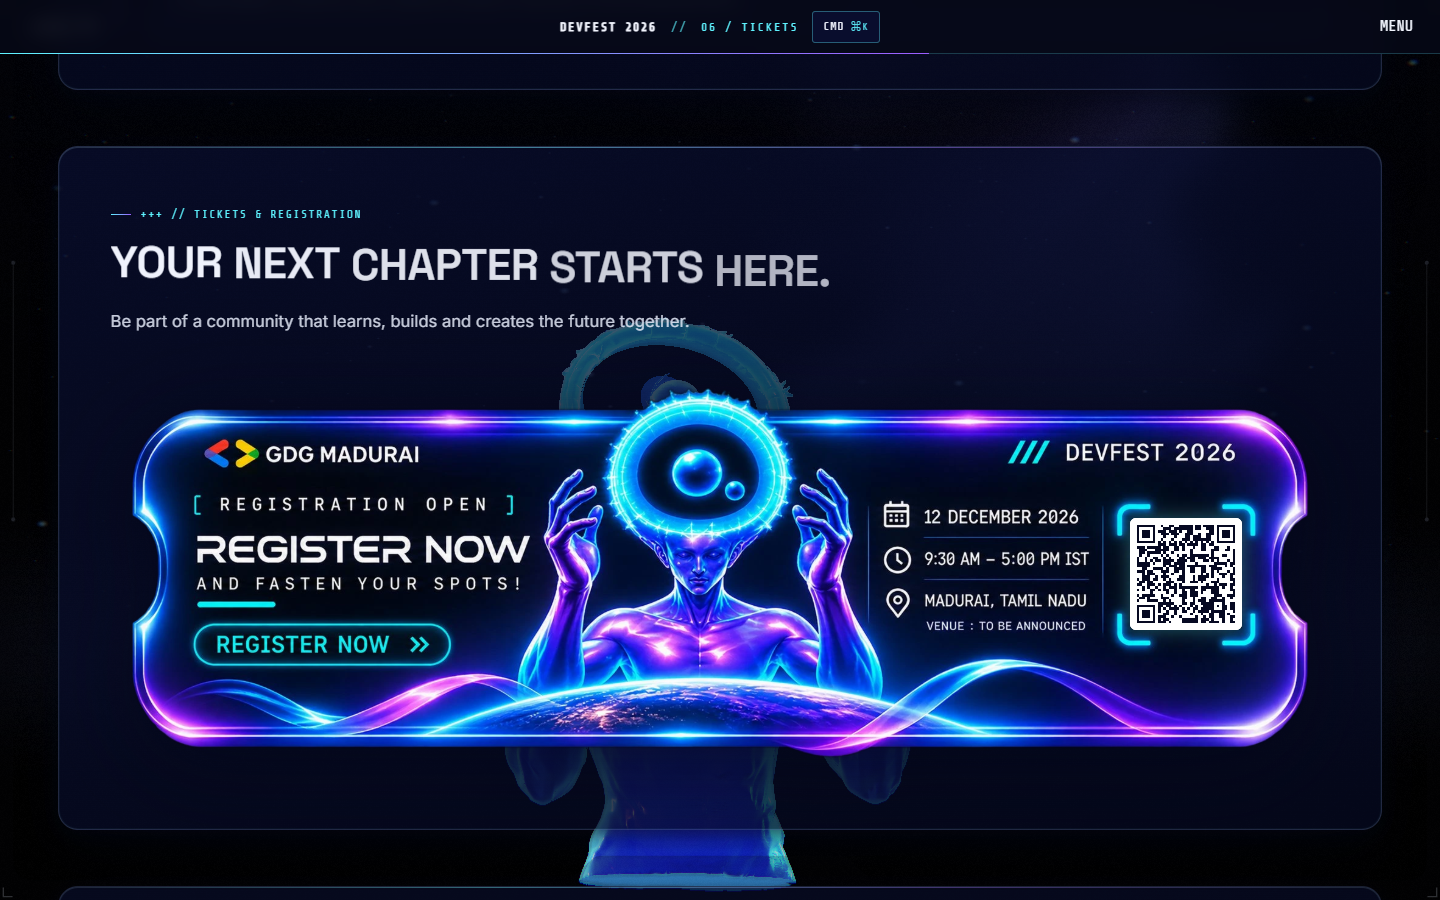 DEVFEST 2026 // 06 / TICKETS CMD ⌘K
MENU
+++ // TICKETS & REGISTRATION
YOUR NEXT CHAPTER STARTS HERE.
Be part of a community that learns, builds and creates the future together.
GDG MADURAI
[ REGISTRATION OPEN ]
REGISTER NOW
AND FASTEN YOUR SPOTS!
REGISTER NOW »
/// DEVFEST 2026
12 DECEMBER 2026
9:30 AM – 5:00 PM IST
MADURAI, TAMIL NADU
VENUE : TO BE ANNOUNCED